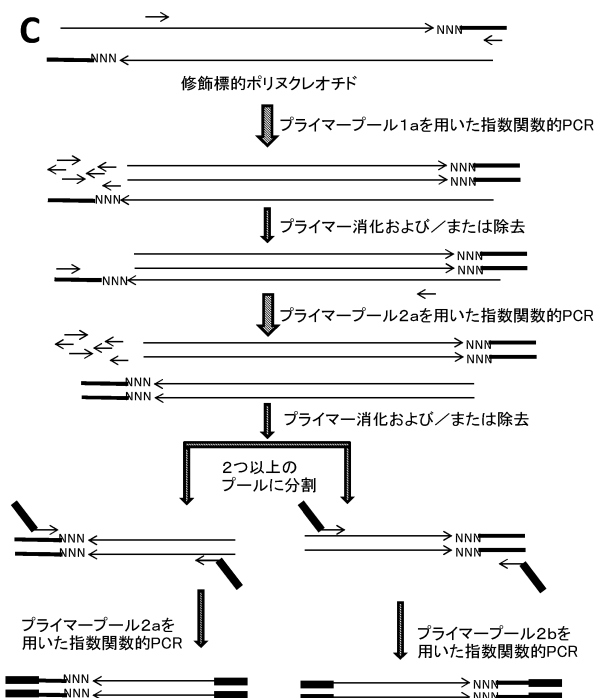 C
NNN
NNN
修飾標的ポリヌクレオチド
プライマープール1aを用いた指数関数的PCR
NNN
NNN
NNN
プライマー消化および／または除去
NNN
NNN
NNN
プライマープール2aを用いた指数関数的PCR
NNN
NNN
NNN
NNN
プライマー消化および／または除去
2つ以上の
プールに分割
NNN
NNN
NNN
NNN
プライマープール2aを
用いた指数関数的PCR
プライマープール2bを
用いた指数関数的PCR
NNN
NNN
NNN
NNN